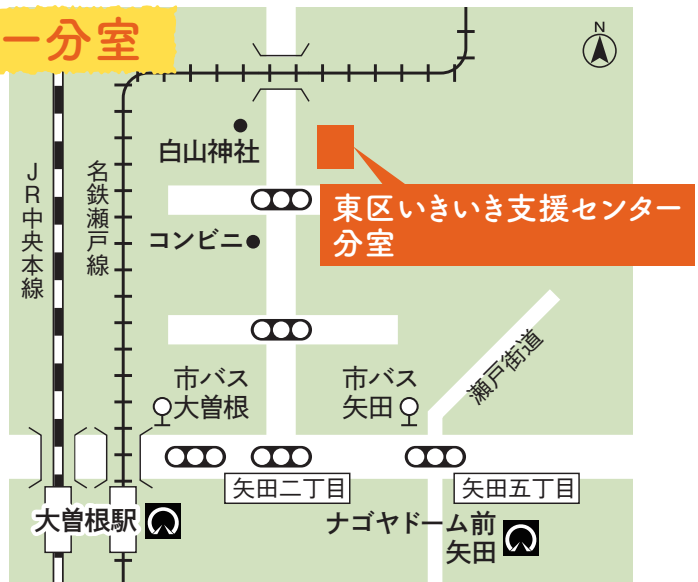 ー分室
N
白山神社
JR中央本線
名鉄瀬戸線
東区いきいき支援センター
分室
コンビニ
瀬戸街道
市バス
大曽根
市バス
矢田
矢田二丁目
矢田五丁目
大曽根駅
ナゴヤドーム前
矢田